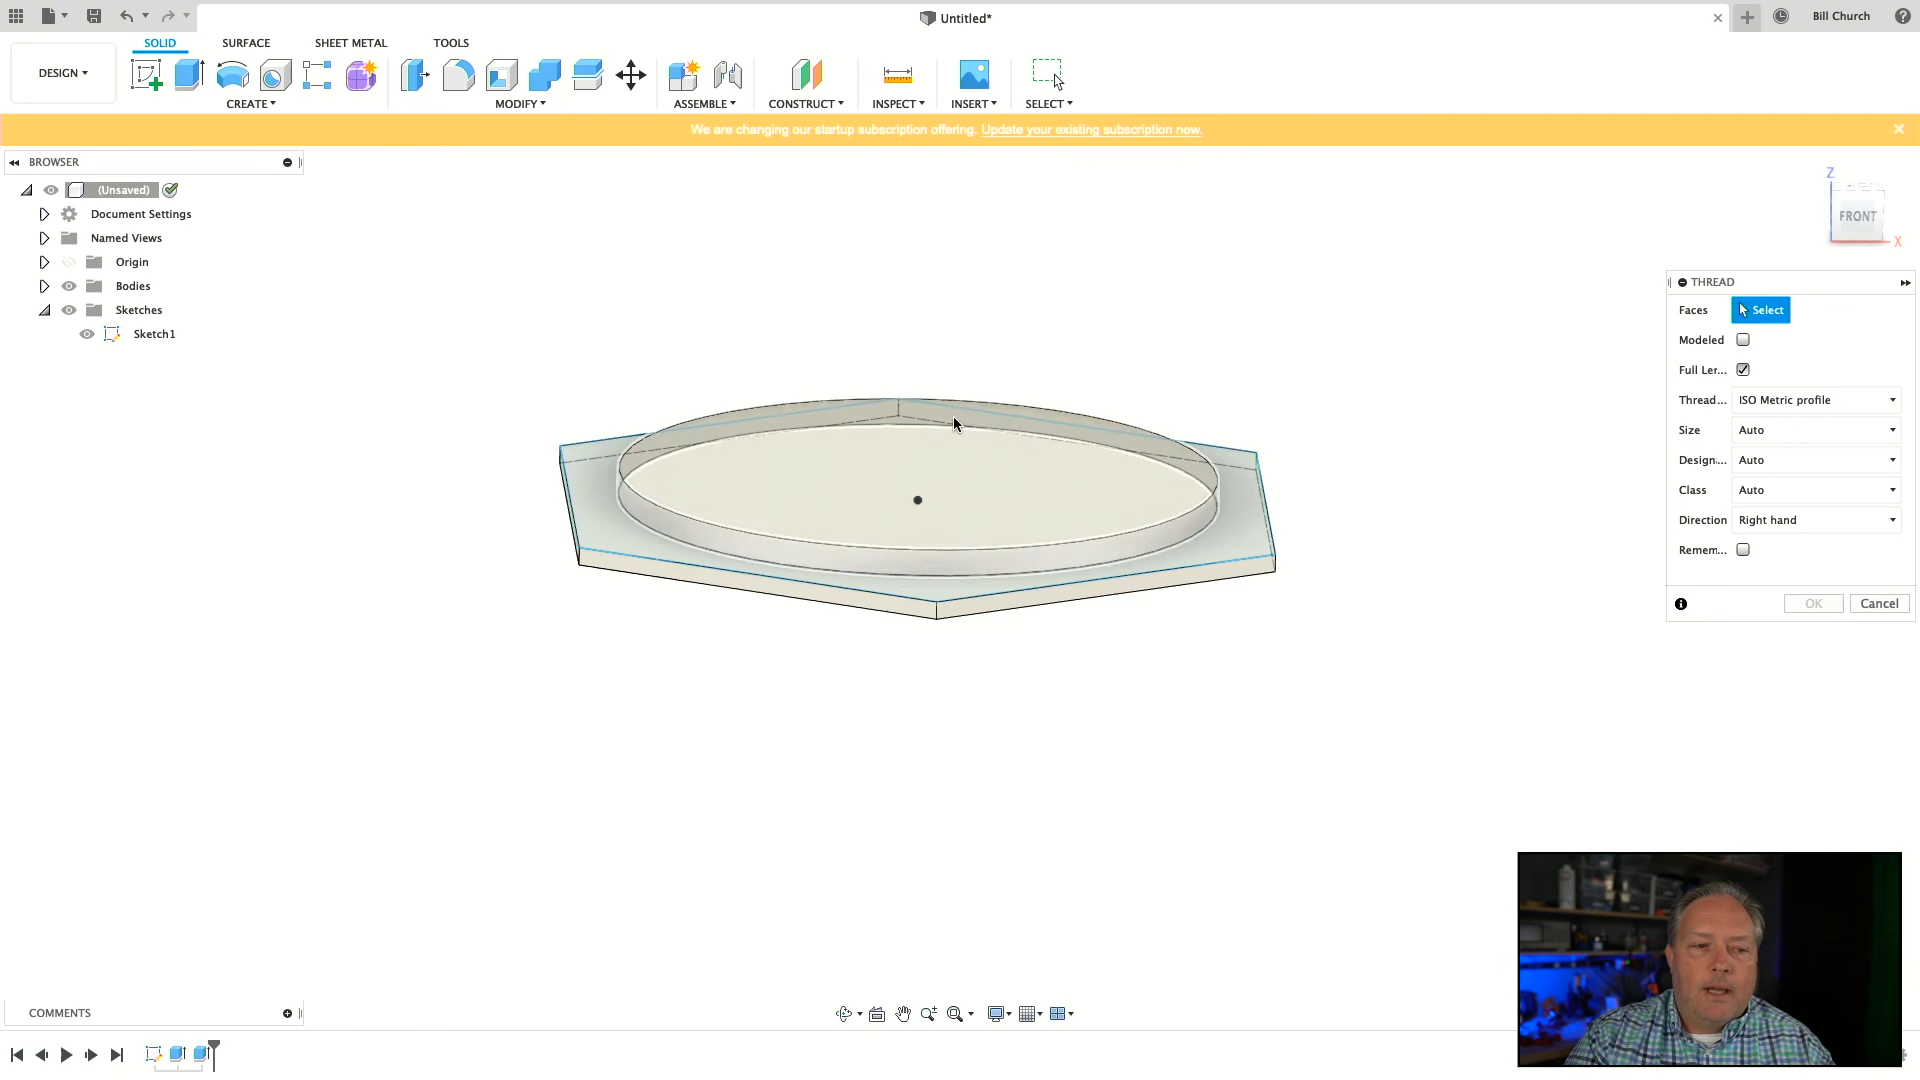 Untitled*
Bill Church
DESIGN
SOLID
SURFACE
SHEET METAL
TOOLS
CREATE
MODIFY
ASSEMBLE
CONSTRUCT
INSPECT
INSERT
SELECT
We are changing our startup subscription offering. Update your existing subscription now.
BROWSER
(Unsaved)
Document Settings
Named Views
Origin
Bodies
Sketches
Sketch1
Z
FRONT
X
THREAD
Faces Select
Modeled
Full Ler...
Thread... ISO Metric profile
Size Auto
Design... Auto
Class Auto
Direction Right hand
Remem...
OK Cancel
COMMENTS